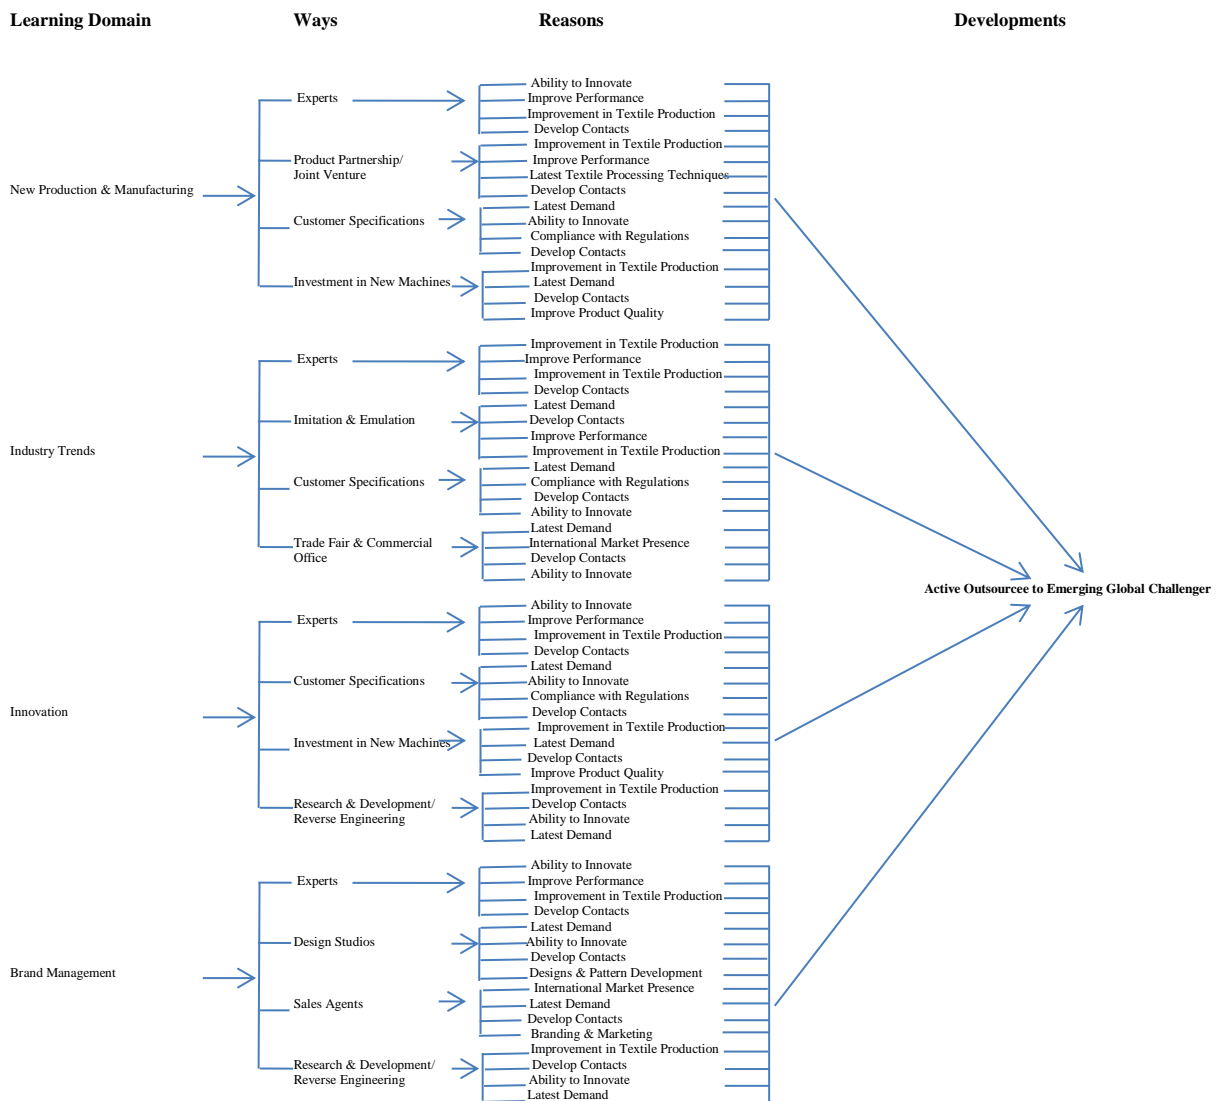 Learning Domain
Ways
Reasons
Developments
New Production & Manufacturing
Experts
Ability to Innovate
Improve Performance
Improvement in Textile Production
Develop Contacts
Product Partnership/
Joint Venture
Improvement in Textile Production
Improve Performance
Latest Textile Processing Techniques
Develop Contacts
Customer Specifications
Latest Demand
Ability to Innovate
Compliance with Regulations
Develop Contacts
Investment in New Machines
Improvement in Textile Production
Latest Demand
Develop Contacts
Improve Product Quality
Industry Trends
Experts
Improvement in Textile Production
Improve Performance
Improvement in Textile Production
Develop Contacts
Imitation & Emulation
Latest Demand
Develop Contacts
Improve Performance
Improvement in Textile Production
Customer Specifications
Latest Demand
Compliance with Regulations
Develop Contacts
Ability to Innovate
Trade Fair & Commercial
Office
Latest Demand
International Market Presence
Develop Contacts
Ability to Innovate
Innovation
Experts
Ability to Innovate
Improve Performance
Improvement in Textile Production
Develop Contacts
Customer Specifications
Latest Demand
Ability to Innovate
Compliance with Regulations
Develop Contacts
Investment in New Machines
Improvement in Textile Production
Latest Demand
Develop Contacts
Improve Product Quality
Research & Development/
Reverse Engineering
Improvement in Textile Production
Develop Contacts
Ability to Innovate
Latest Demand
Brand Management
Experts
Ability to Innovate
Improve Performance
Improvement in Textile Production
Develop Contacts
Design Studios
Latest Demand
Ability to Innovate
Develop Contacts
Designs & Pattern Development
Sales Agents
International Market Presence
Latest Demand
Develop Contacts
Branding & Marketing
Research & Development/
Reverse Engineering
Improvement in Textile Production
Develop Contacts
Ability to Innovate
Latest Demand
Active Outsourcee to Emerging Global Challenger